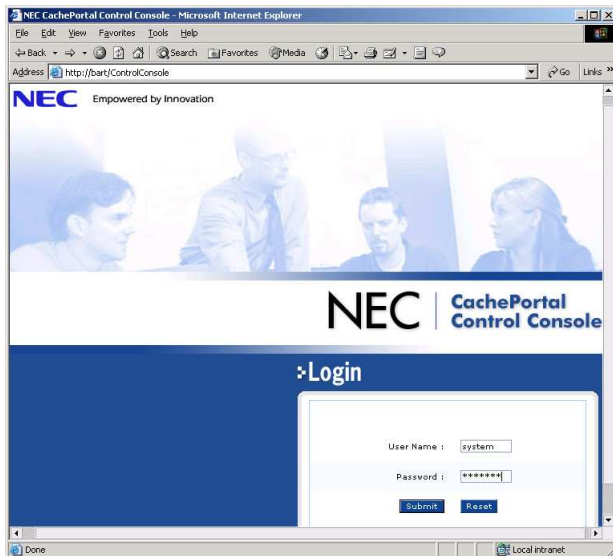 NEC CachePortal Control Console - Microsoft Internet Explorer
File Edit View Favorites Tools Help
Back Search Favorites Media
Address http://bart/ControlConsole Go Links »
NEC Empowered by Innovation
NEC CachePortal
Control Console
Login
User Name : system
Password : *******
Submit Reset
Done Local intranet